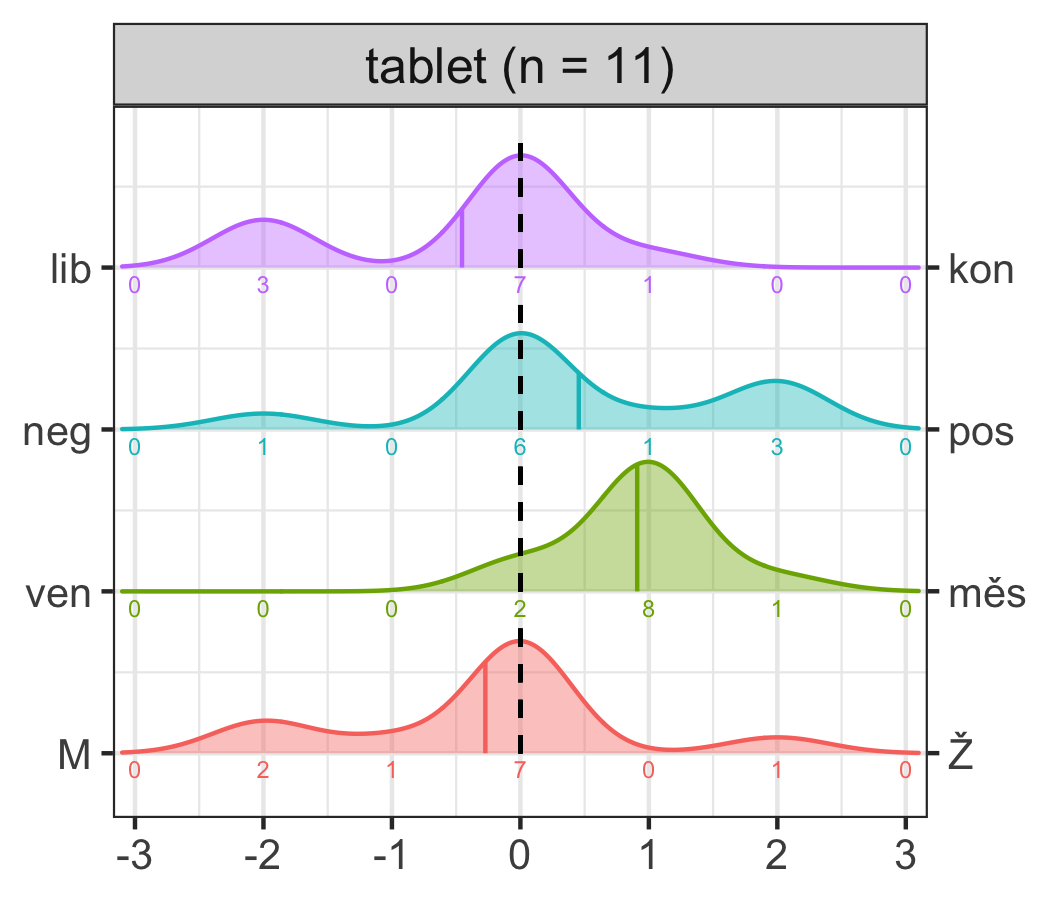 tablet (n = 11)
lib kon
0 3 0 7 1 0 0
neg pos
0 1 0 6 1 3 0
ven měs
0 0 0 2 8 1 0
M Ž
0 2 1 7 0 1 0
-3 -2 -1 0 1 2 3